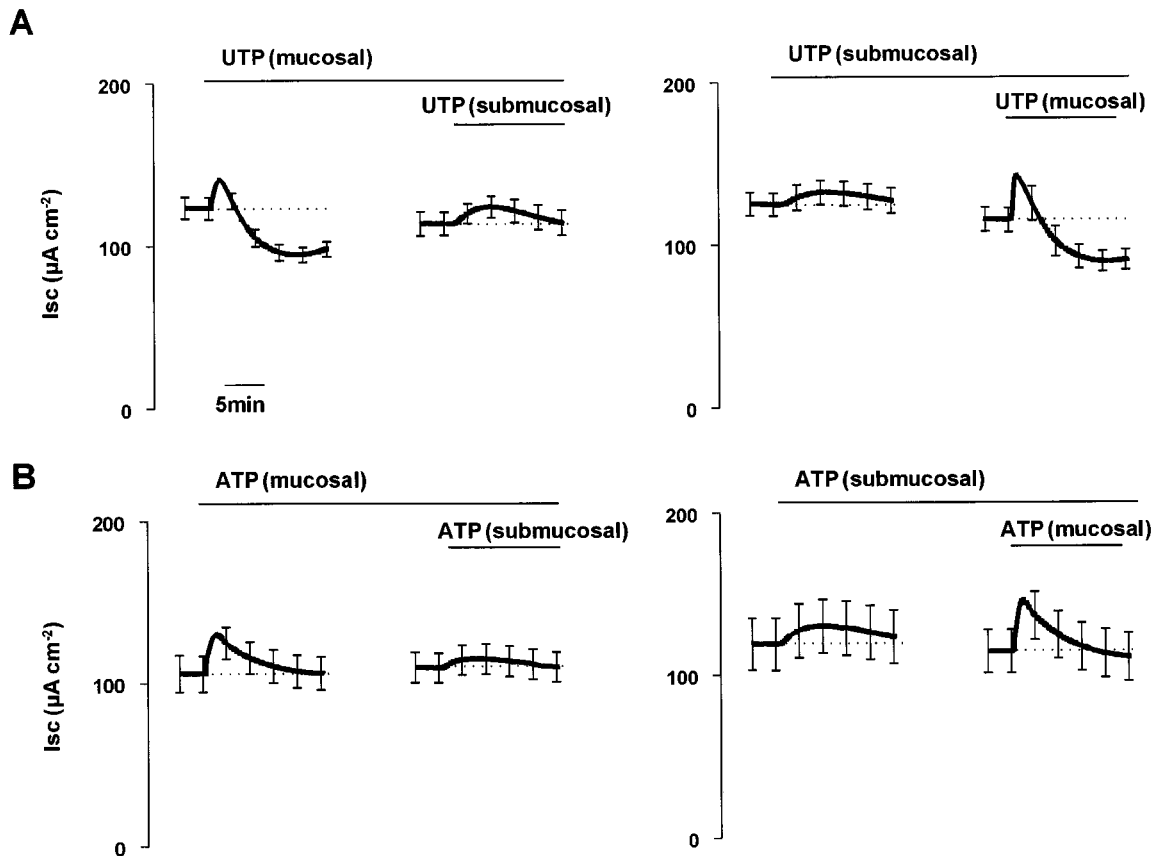 A
UTP (mucosal)
UTP (submucosal)
200
100
0
Isc (µA cm⁻²)
5min
UTP (submucosal)
UTP (mucosal)
200
100
0
B
ATP (mucosal)
ATP (submucosal)
200
100
0
Isc (µA cm⁻²)
ATP (submucosal)
ATP (mucosal)
200
100
0